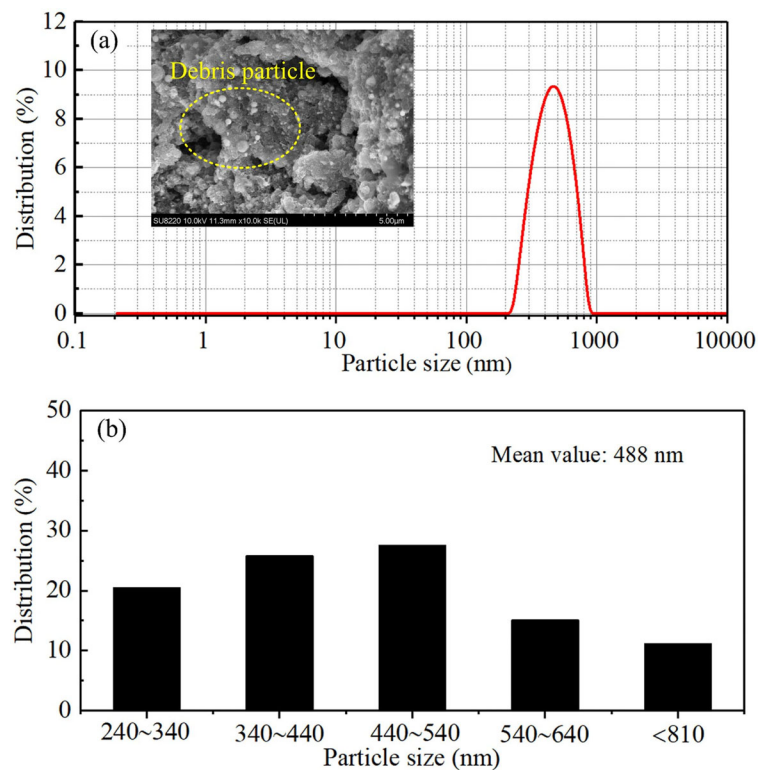 (a)
Debris particle
SU8220 10.0kV 11.3mm x10.0k SE(UL) 5.00μm
12
10
8
6
4
2
0
Distribution (%)
0.1 1 10 100 1000 10000
Particle size (nm)
(b)
Mean value: 488 nm
50
40
30
20
10
0
Distribution (%)
240~340 340~440 440~540 540~640 <810
Particle size (nm)